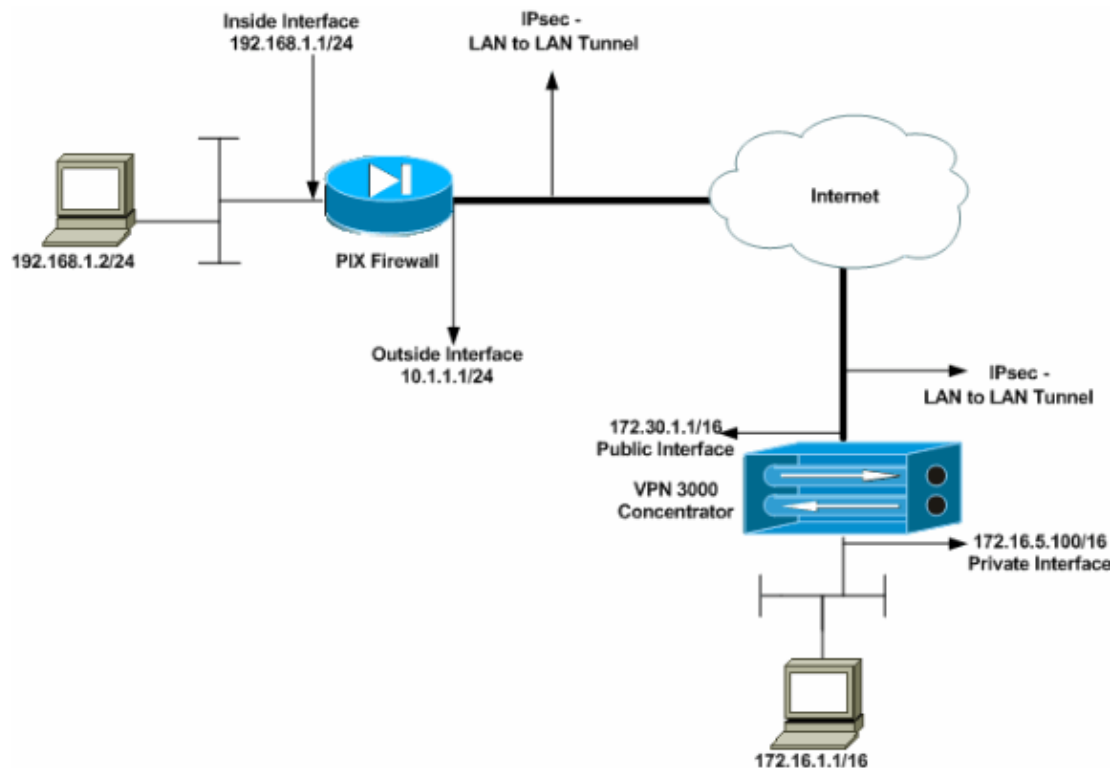 Inside Interface
192.168.1.1/24
IPsec -
LAN to LAN Tunnel
Internet
192.168.1.2/24
PIX Firewall
Outside Interface
10.1.1.1/24
IPsec -
LAN to LAN Tunnel
172.30.1.1/16
Public Interface
VPN 3000
Concentrator
172.16.5.100/16
Private Interface
172.16.1.1/16